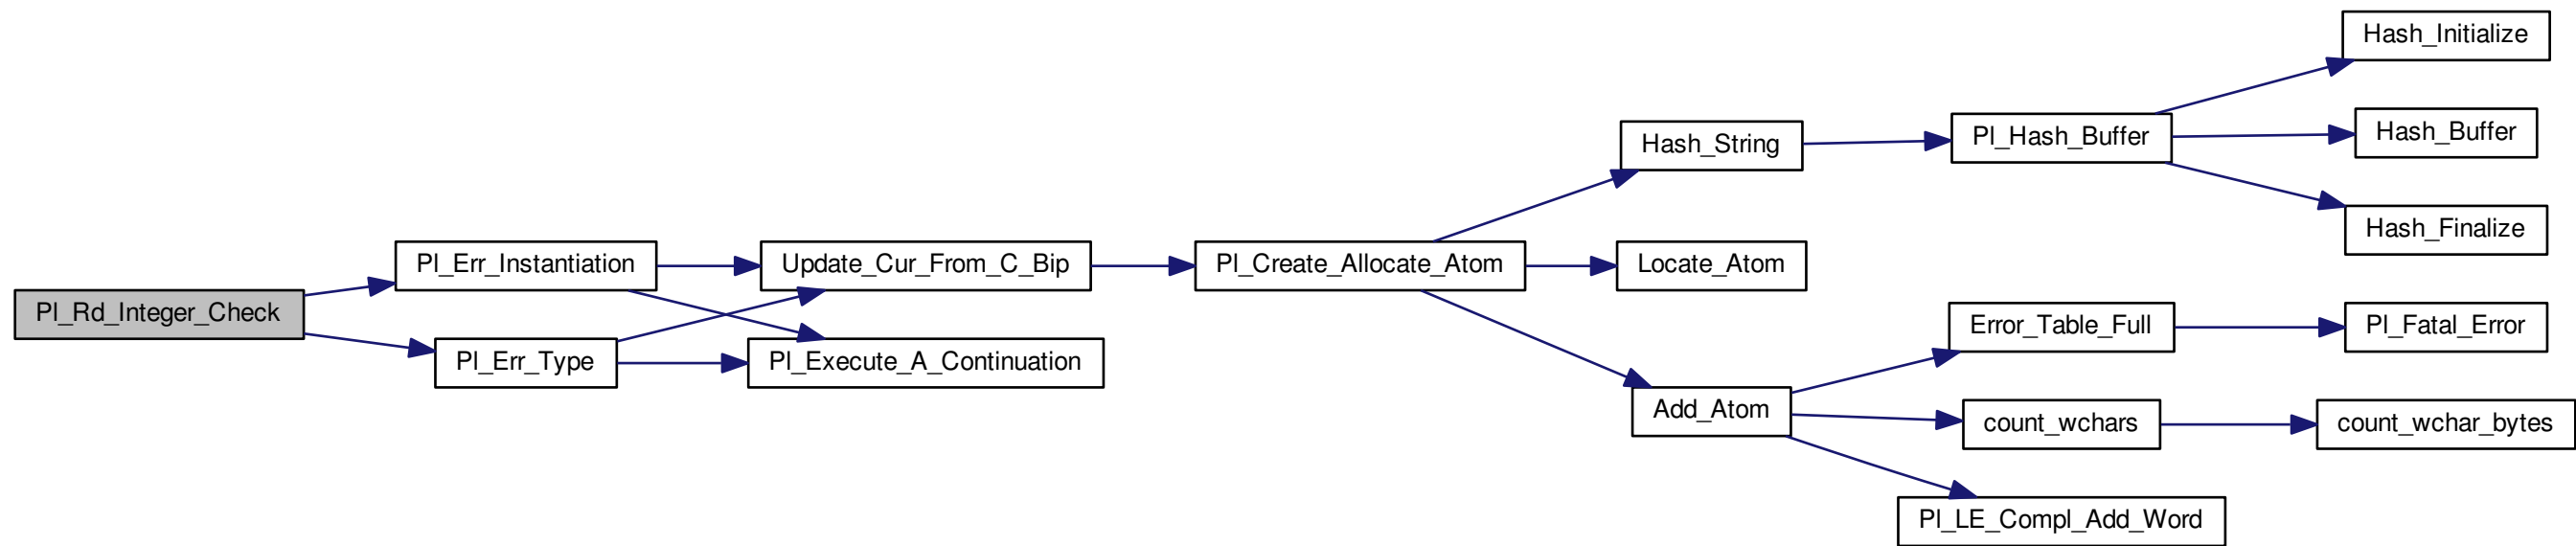 Pl_Rd_Integer_Check
Pl_Err_Instantiation
Pl_Err_Type
Update_Cur_From_C_Bip
Pl_Execute_A_Continuation
Pl_Create_Allocate_Atom
Hash_String
Locate_Atom
Add_Atom
Pl_Hash_Buffer
Error_Table_Full
count_wchars
Pl_LE_Compl_Add_Word
Hash_Initialize
Hash_Buffer
Hash_Finalize
Pl_Fatal_Error
count_wchar_bytes